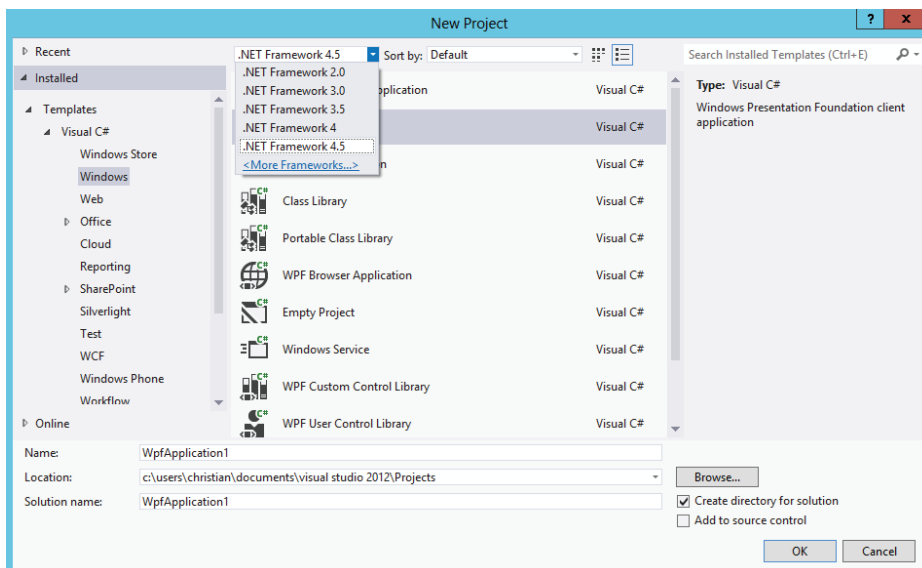 New Project
? x
Recent
.NET Framework 4.5 Sort by: Default
Search Installed Templates (Ctrl+E)
Installed
Templates
Visual C#
Windows Store
Windows
Web
Office
Cloud
Reporting
SharePoint
Silverlight
Test
WCF
Windows Phone
Workflow
Online
.NET Framework 2.0
.NET Framework 3.0
.NET Framework 3.5
.NET Framework 4
.NET Framework 4.5
<More Frameworks...>
pplication Visual C#
Visual C#
n Visual C#
C# Class Library Visual C#
C# Portable Class Library Visual C#
C# WPF Browser Application Visual C#
C# Empty Project Visual C#
C# Windows Service Visual C#
C# WPF Custom Control Library Visual C#
C# WPF User Control Library Visual C#
Type: Visual C#
Windows Presentation Foundation client
application
Name: WpfApplication1
Location: c:\users\christian\documents\visual studio 2012\Projects
Browse...
Solution name: WpfApplication1
Create directory for solution
Add to source control
OK Cancel